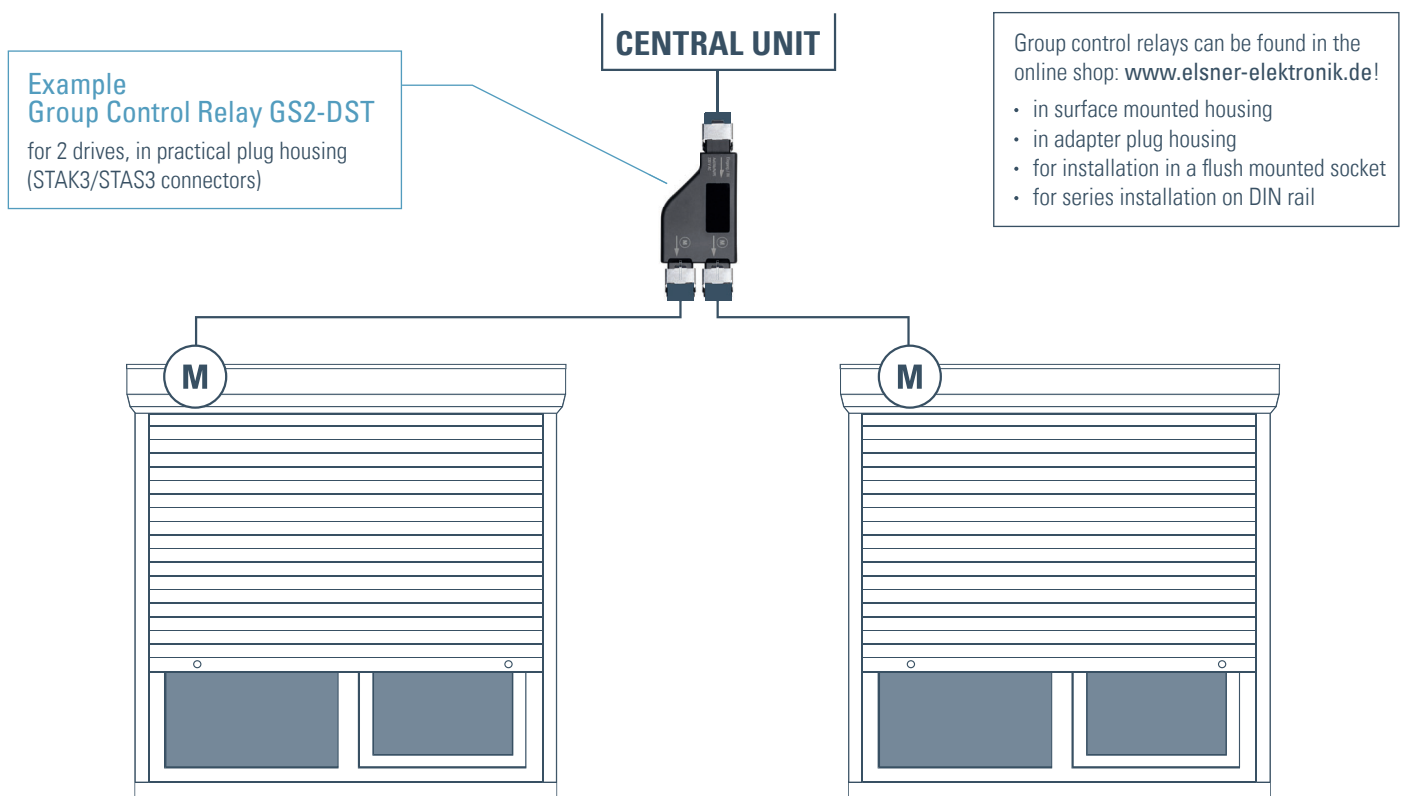 CENTRAL UNIT
Example
Group Control Relay GS2-DST
for 2 drives, in practical plug housing
(STAK3/STAS3 connectors)
Group control relays can be found in the
online shop: www.elsner-elektronik.de!
• in surface mounted housing
• in adapter plug housing
• for installation in a flush mounted socket
• for series installation on DIN rail
M
M
M
M